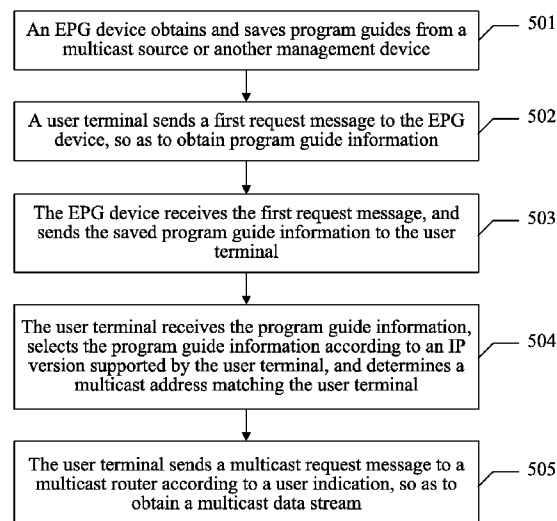 An EPG device obtains and saves program guides from a
multicast source or another management device
501
A user terminal sends a first request message to the EPG
device, so as to obtain program guide information
502
The EPG device receives the first request message, and
sends the saved program guide information to the user
terminal
503
The user terminal receives the program guide information,
selects the program guide information according to an IP
version supported by the user terminal, and determines a
multicast address matching the user terminal
504
The user terminal sends a multicast request message to a
multicast router according to a user indication, so as to
obtain a multicast data stream
505